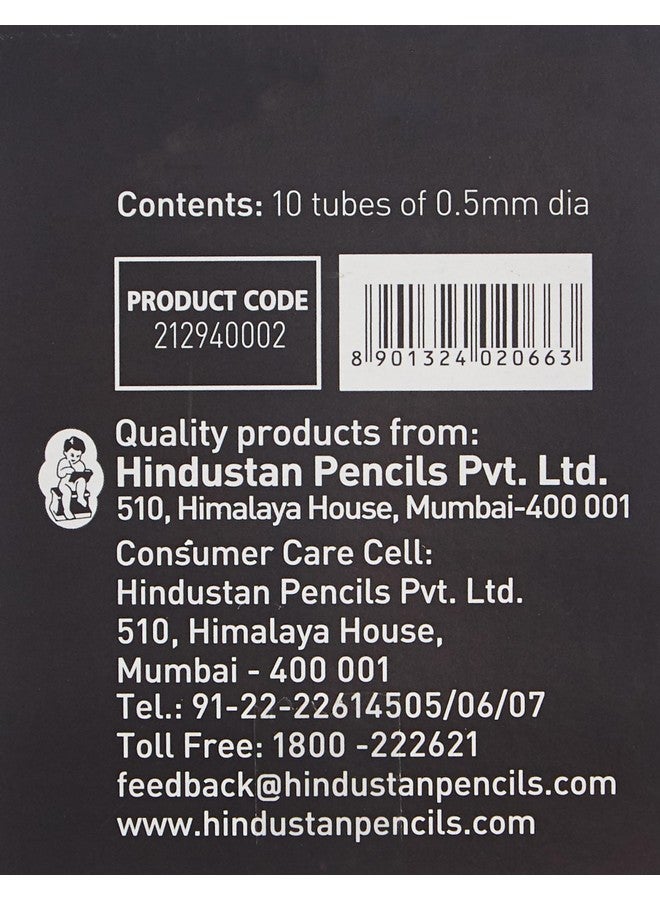 Contents: 10 tubes of 0.5mm dia
PRODUCT CODE
212940002
8 901324 020663
Quality products from:
Hindustan Pencils Pvt. Ltd.
510, Himalaya House, Mumbai-400 001
Consumer Care Cell:
Hindustan Pencils Pvt. Ltd.
510, Himalaya House,
Mumbai - 400 001
Tel.: 91-22-22614505/06/07
Toll Free: 1800 -222621
feedback@hindustanpencils.com
www.hindustanpencils.com